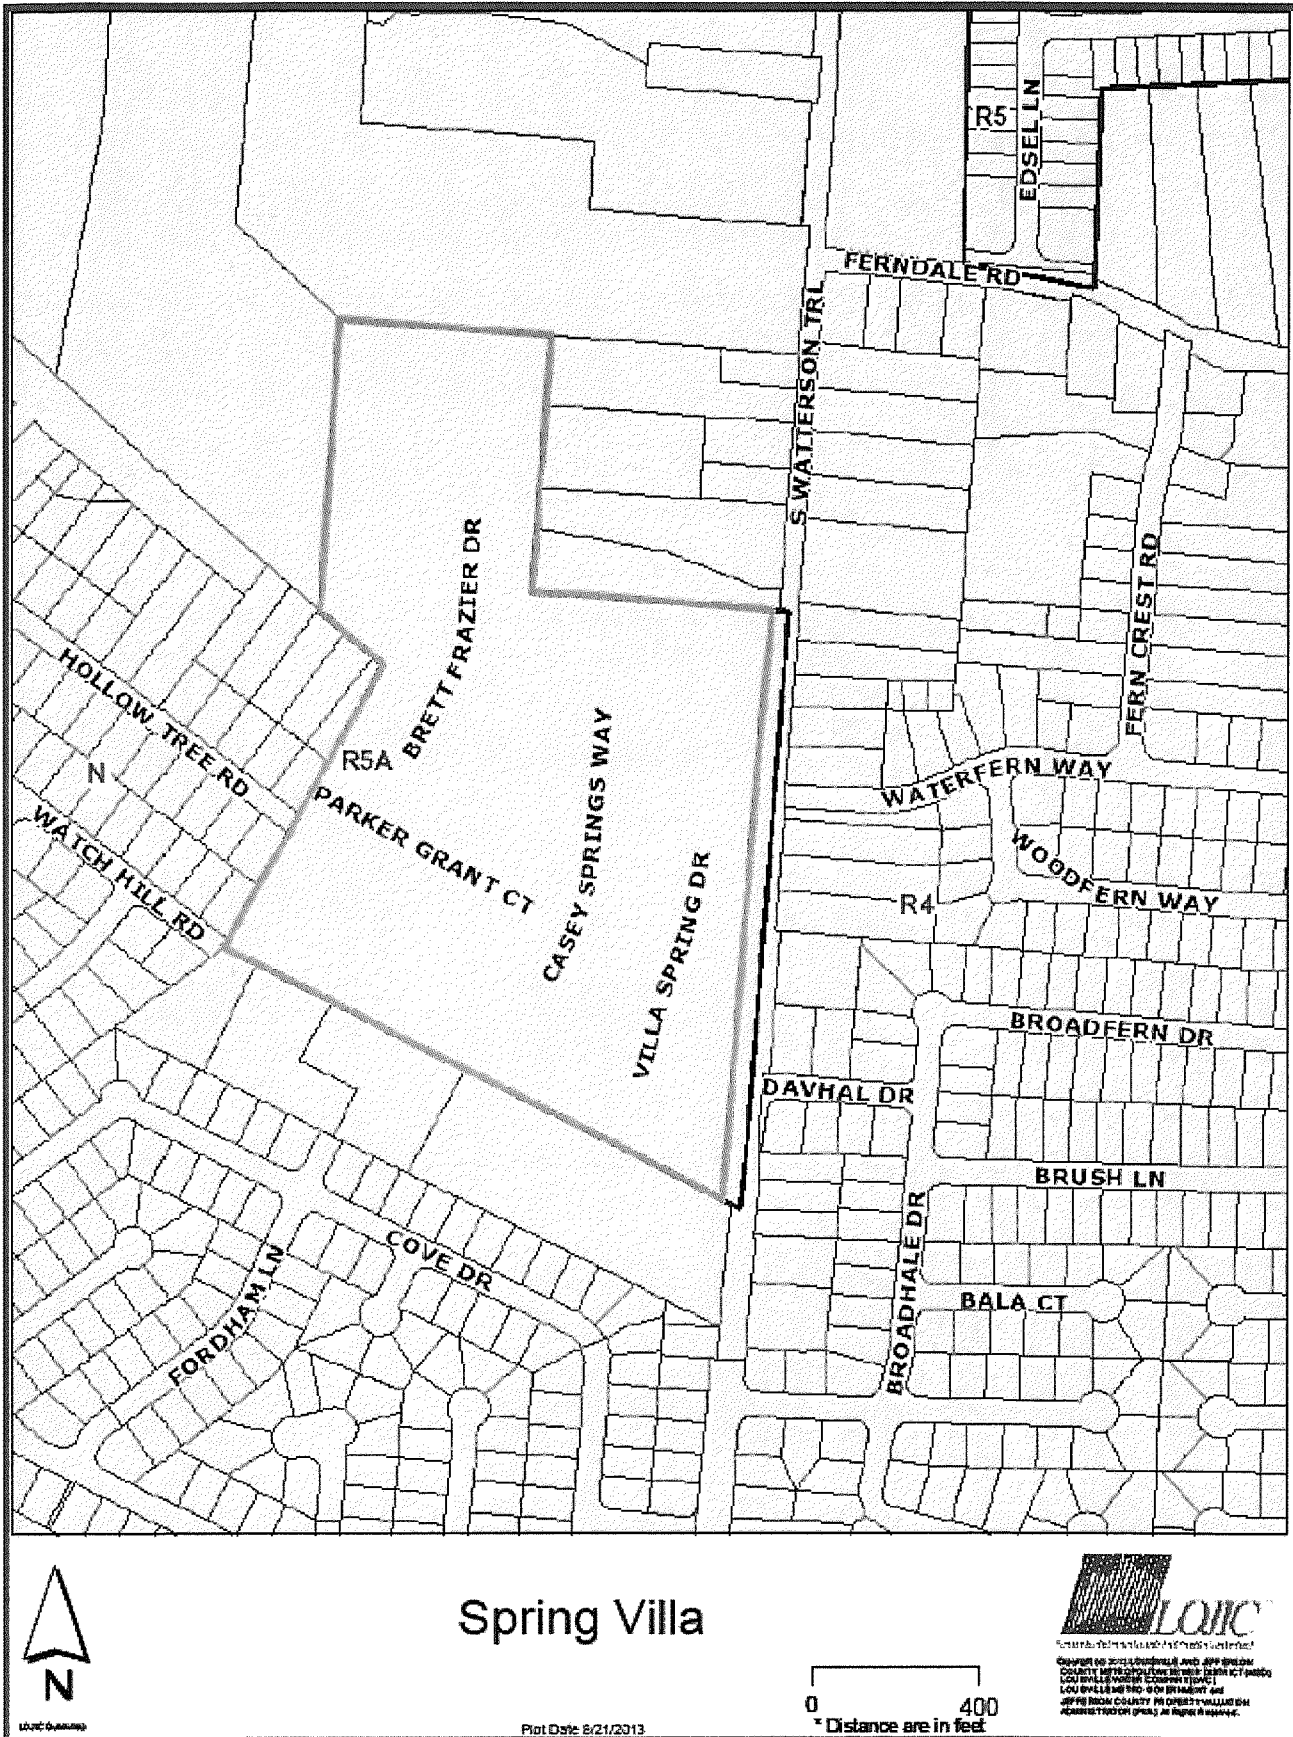 R5
EDSEL LN
FERNDALE RD
S WATTERSON TRL
BRETT FRAZIER DR
FERN CREST RD
HOLLOW TREE RD
N
R5A
WATERFERN WAY
PARKER GRANT CT
CASEY SPRINGS WAY
WATCH HILL RD
WOODFERN WAY
R4
VILLA SPRING DR
BROADFERN DR
DAVHAL DR
BRUSH LN
BROADHALE DR
COVE DR
FORDHAM LN
BALA CT
N
Spring Villa
LOJIC
0 400
* Distance are in feet
Plot Date 8/21/2013